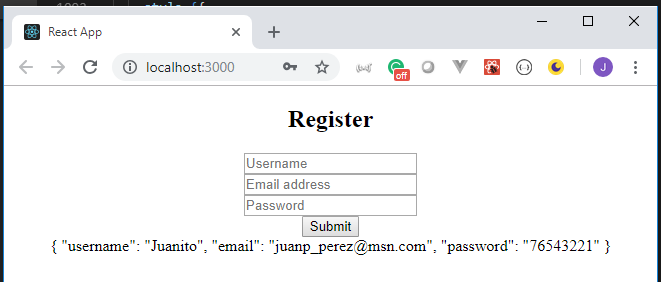 React App
localhost:3000
off
J
Register
Username
Email address
Password
Submit
{ "username": "Juanito", "email": "juanp_perez@msn.com", "password": "76543221" }